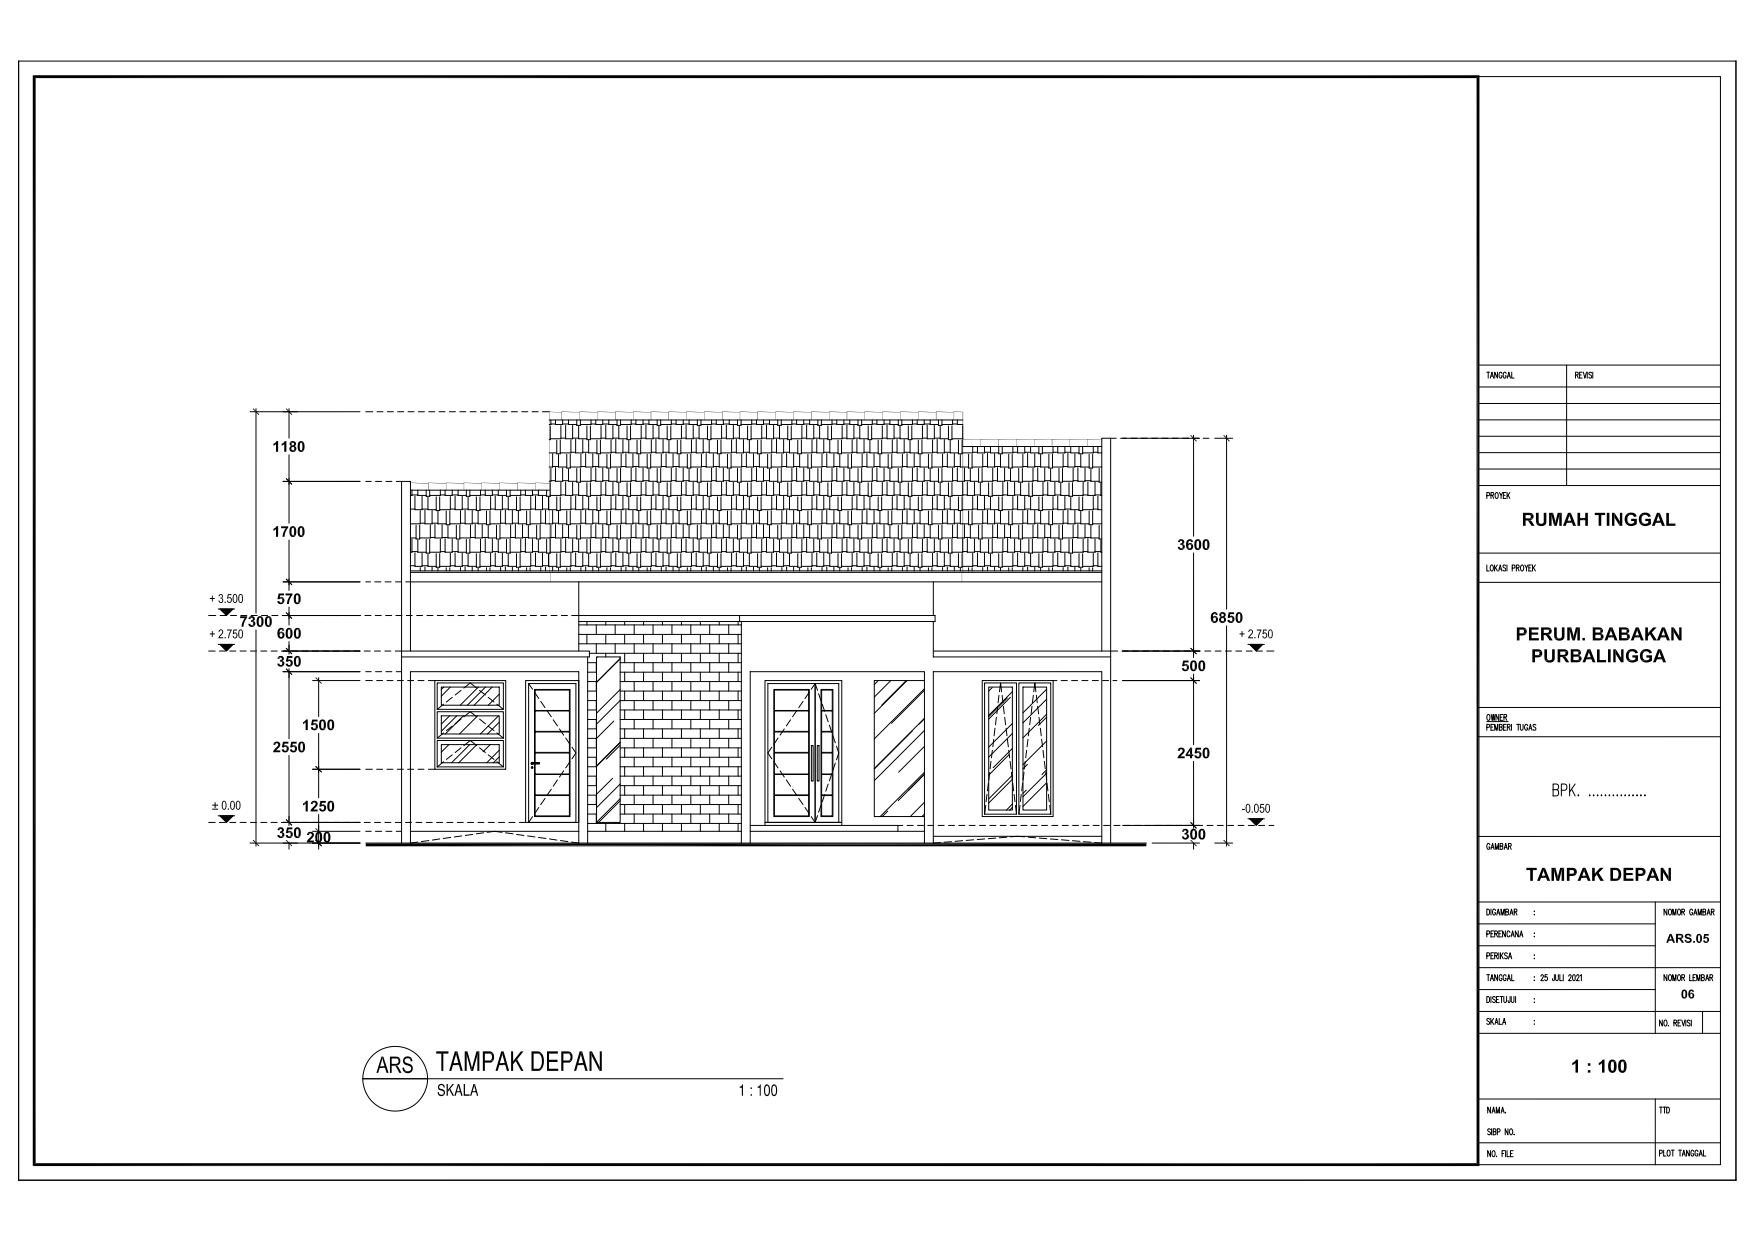 1180
1700
+ 3.500
570
7300
+ 2.750
600
350
1500
2550
± 0.00
1250
350
200
3600
6850
+ 2.750
500
2450
-0.050
300
ARS
TAMPAK DEPAN
SKALA 1 : 100
TANGGAL REVISI
PROYEK
RUMAH TINGGAL
LOKASI PROYEK
PERUM. BABAKAN
PURBALINGGA
OWNER
PEMBERI TUGAS
BPK. ...............
GAMBAR
TAMPAK DEPAN
DIGAMBAR : NOMOR GAMBAR
PERENCANA : ARS.05
PERIKSA :
TANGGAL : 25 JULI 2021 NOMOR LEMBAR
DISETUJUI : 06
SKALA : NO. REVISI
1 : 100
NAMA. TTD
SIBP NO.
NO. FILE PLOT TANGGAL